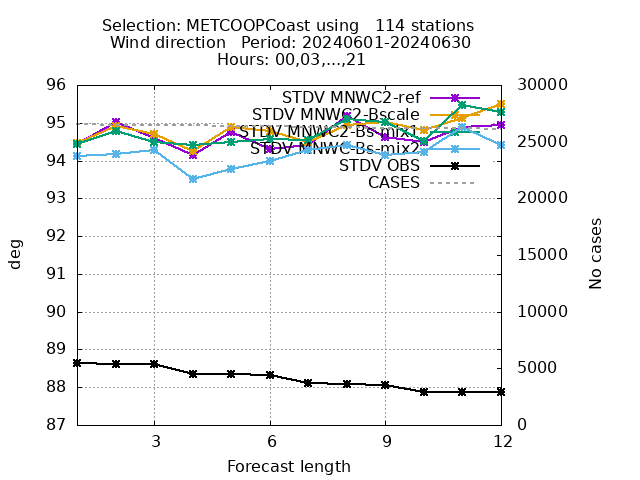 Selection: METCOOPCoast using 114 stations
Wind direction Period: 20240601-20240630
Hours: 00,03,...,21
96
95
94
93
92
91
90
89
88
87
deg
30000
25000
20000
15000
10000
5000
0
No cases
STDV MNWC2-ref
STDV MNWC2-Bscale
STDV MNWC2-Bs-mix1
STDV MNWC-Bs-mix2
STDV OBS
CASES
3 6 9 12
Forecast length